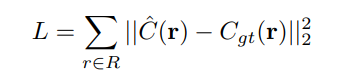 L = \sum_{r \in R} ||\hat{C}(\mathbf{r}) - C_{gt}(\mathbf{r})||_2^2